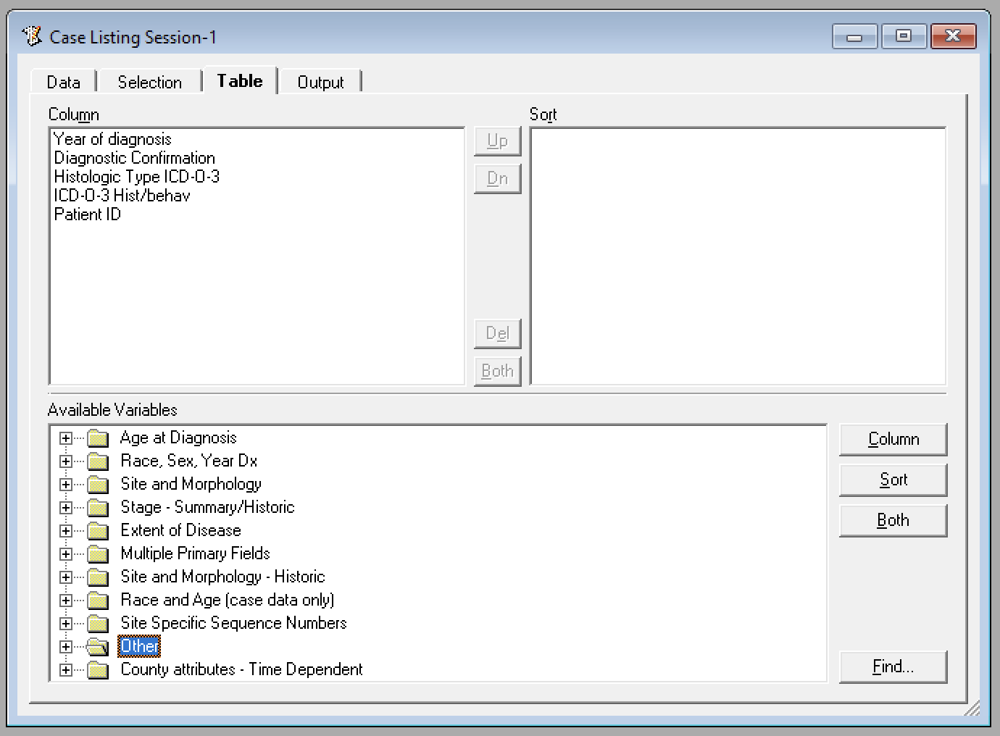 Case Listing Session-1
Data Selection Table Output
Column
Year of diagnosis
Diagnostic Confirmation
Histologic Type ICD-O-3
ICD-O-3 Hist/behav
Patient ID
Up
Dn
Del
Both
Sort
Available Variables
Age at Diagnosis
Race, Sex, Year Dx
Site and Morphology
Stage - Summary/Historic
Extent of Disease
Multiple Primary Fields
Site and Morphology - Historic
Race and Age (case data only)
Site Specific Sequence Numbers
Other
County attributes - Time Dependent
Column
Sort
Both
Find...